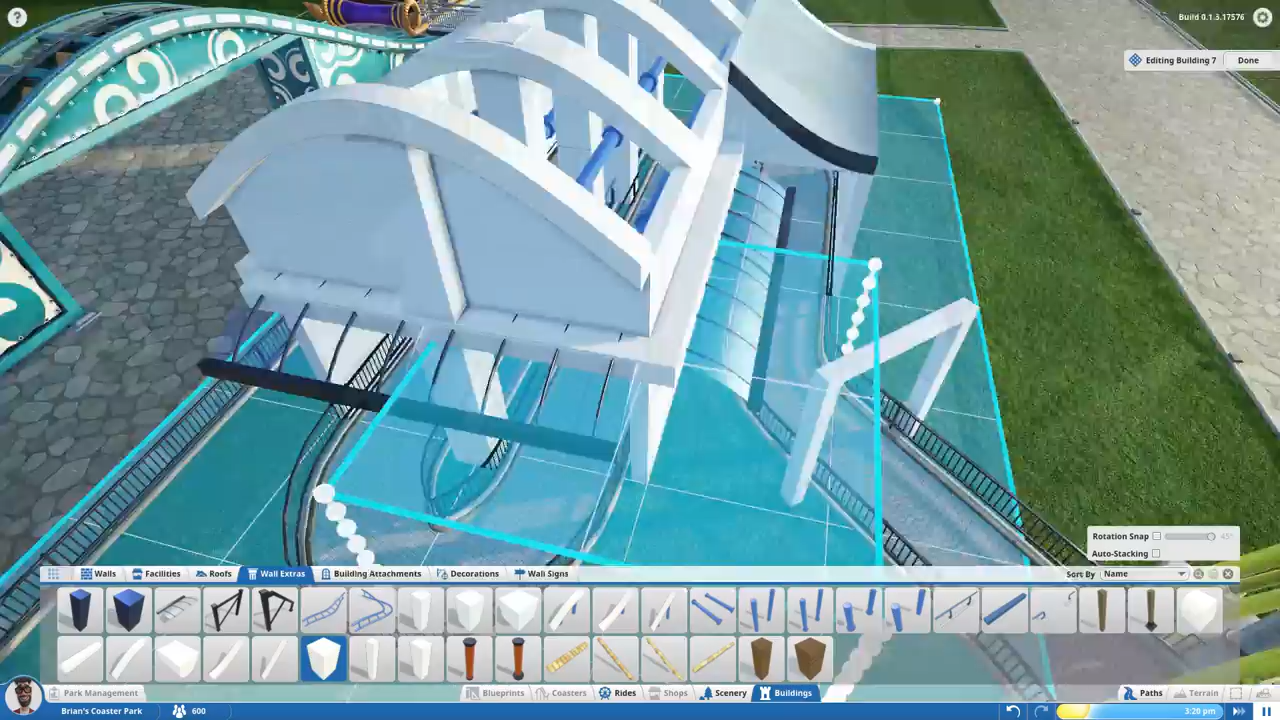 Build 0.1.3.17576
Editing Building 7 Done
Rotation Snap 45°
Auto-Stacking
Walls Facilities Roofs Wall Extras Building Attachments Decorations Wall Signs Sort By Name
Park Management Blueprints Coasters Rides Shops Scenery Buildings Paths Terrain
Brian's Coaster Park 600 3:20 pm